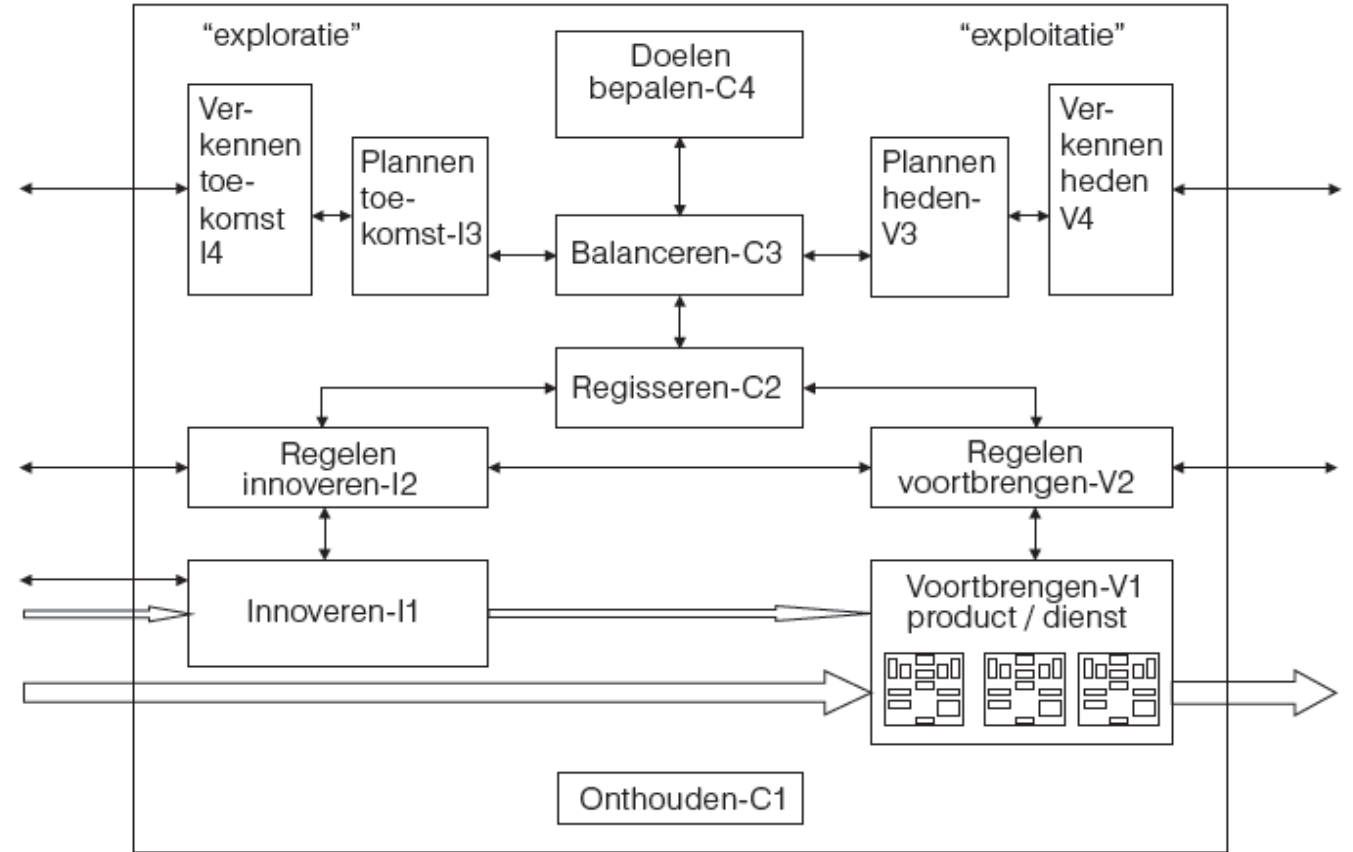 “exploratie”
“exploitatie”
Doelen
bepalen-C4
Ver-
kennen
toe-
komst
I4
Plannen
toe-
komst-I3
Balanceren-C3
Plannen
heden-
V3
Ver-
kennen
heden
V4
Regisseren-C2
Regelen
innoveren-I2
Regelen
voortbrengen-V2
Innoveren-I1
Voortbrengen-V1
product / dienst
Onthouden-C1